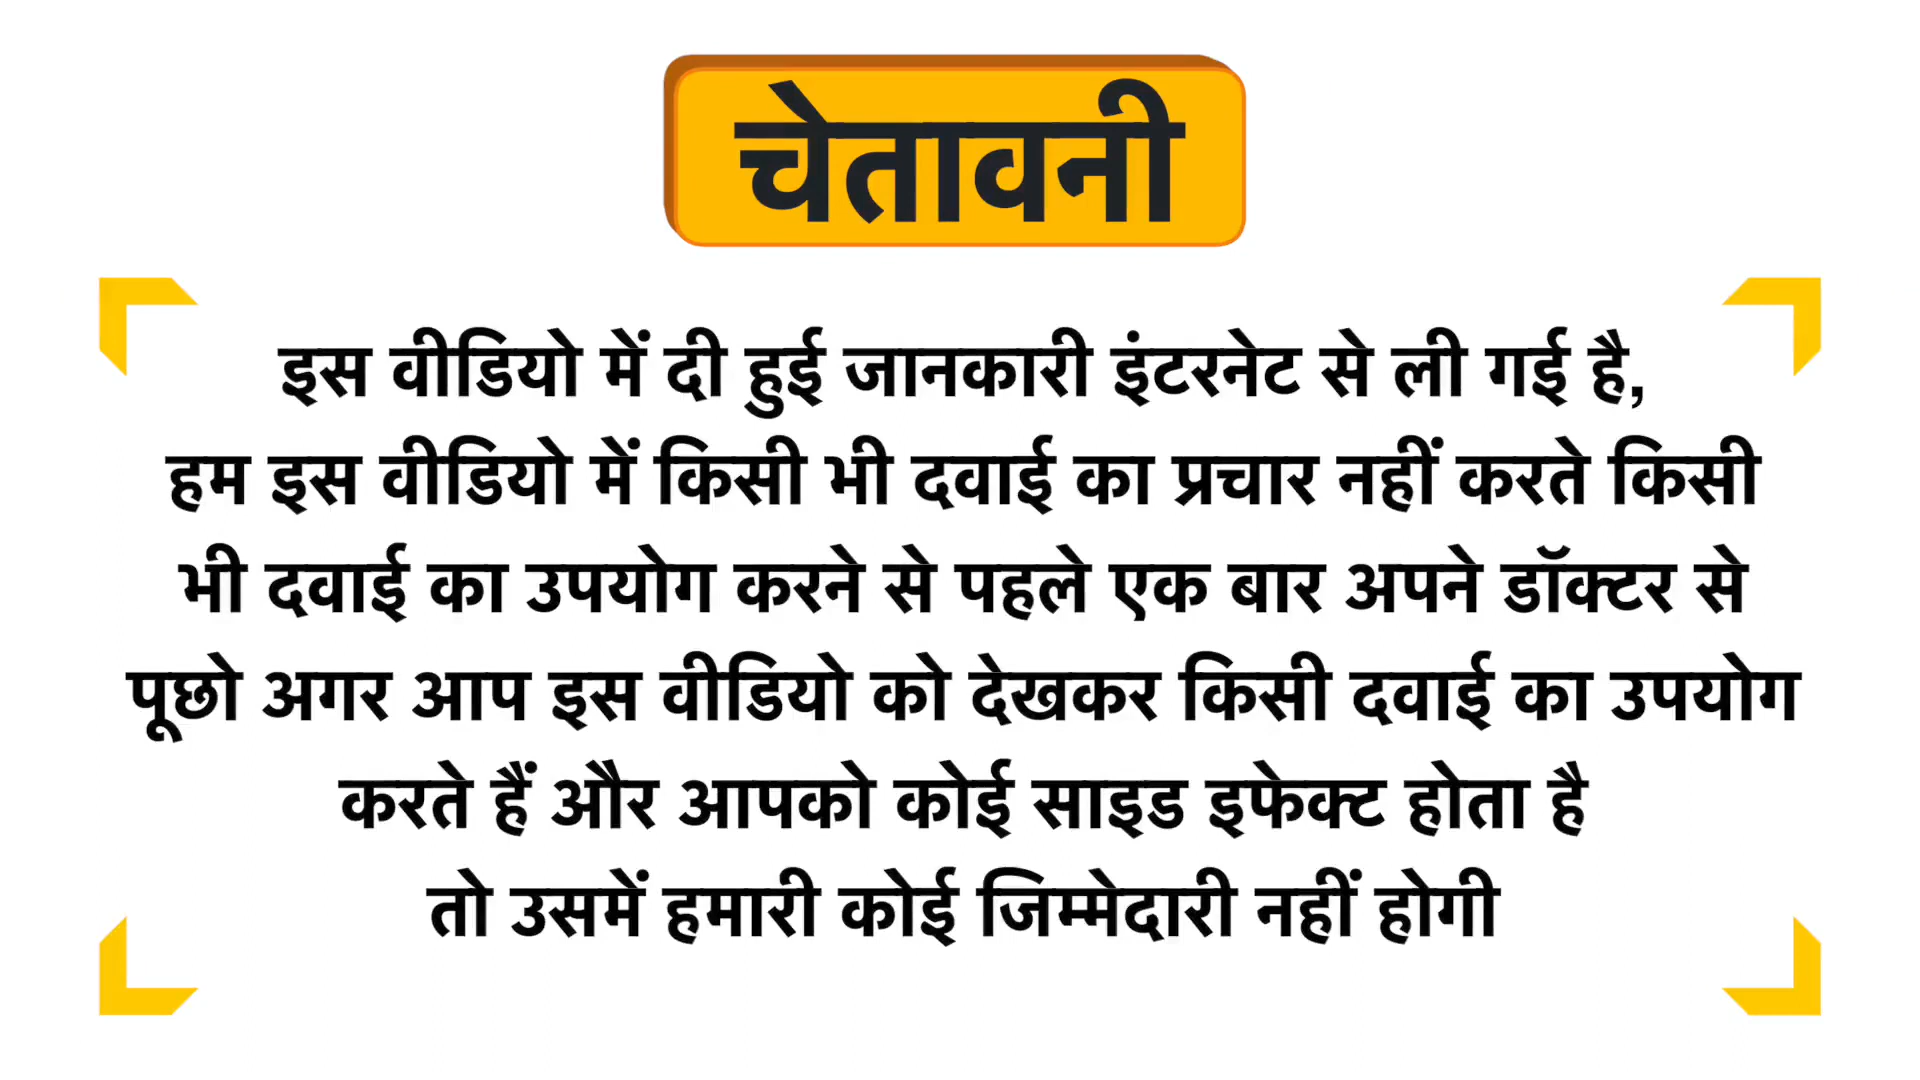 चेतावनी
इस वीडियो में दी हुई जानकारी इंटरनेट से ली गई है,
हम इस वीडियो में किसी भी दवाई का प्रचार नहीं करते किसी
भी दवाई का उपयोग करने से पहले एक बार अपने डॉक्टर से
पूछो अगर आप इस वीडियो को देखकर किसी दवाई का उपयोग
करते हैं और आपको कोई साइड इफेक्ट होता है
तो उसमें हमारी कोई जिम्मेदारी नहीं होगी